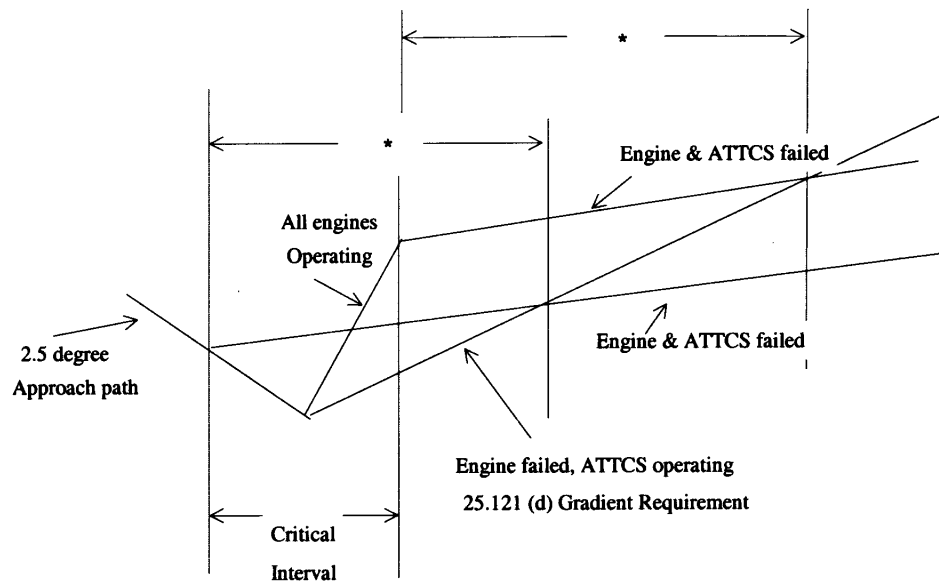 *
*
Engine & ATTCS failed
All engines
Operating
2.5 degree
Approach path
Engine & ATTCS failed
Engine failed, ATTCS operating
25.121 (d) Gradient Requirement
Critical
Interval